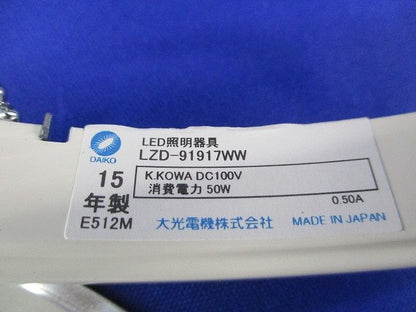 LED照明器具
DAIKO
LZD-91917WW
15
年製
E512M
K.KOWA DC100V
消費電力 50W
0.50A
大光電機株式会社
MADE IN JAPAN